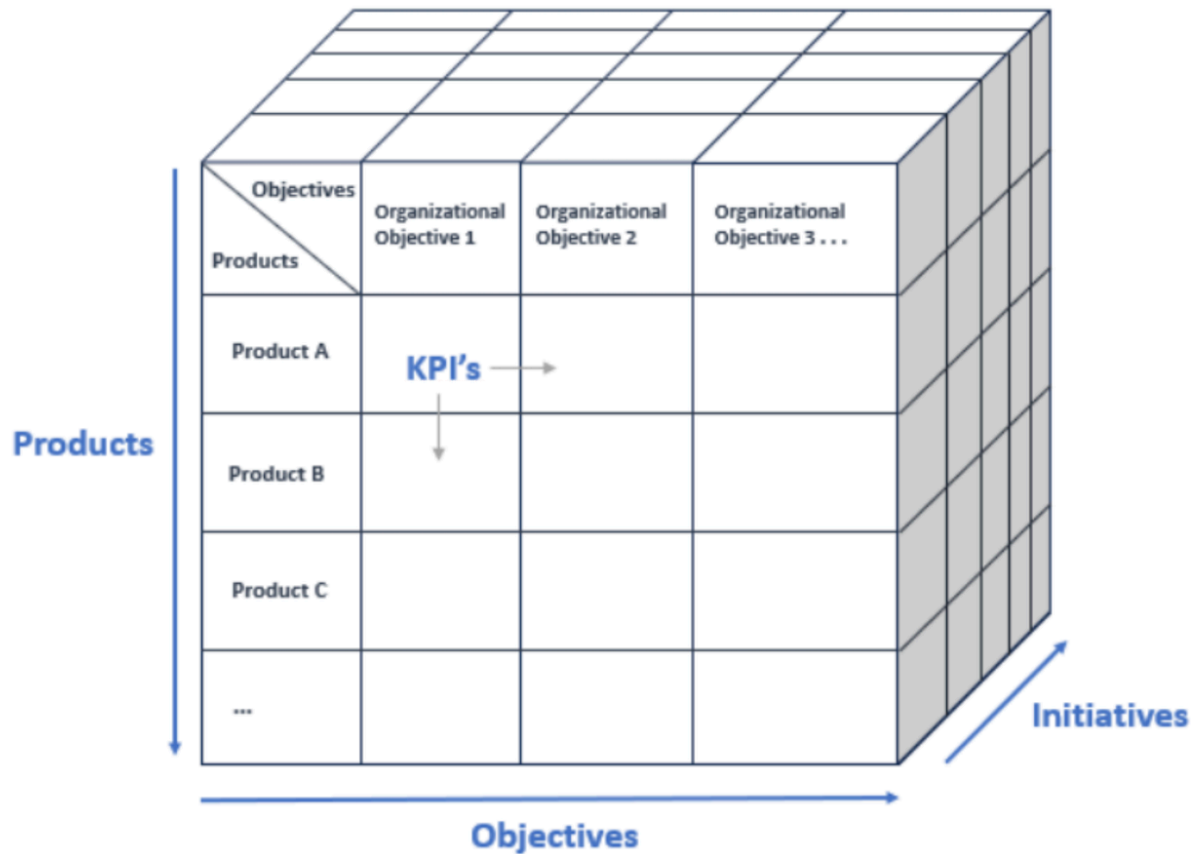 Objectives
Products
Organizational
Objective 1
Organizational
Objective 2
Organizational
Objective 3 . . .
Product A
KPI's
Products
Product B
Product C
...
Initiatives
Objectives